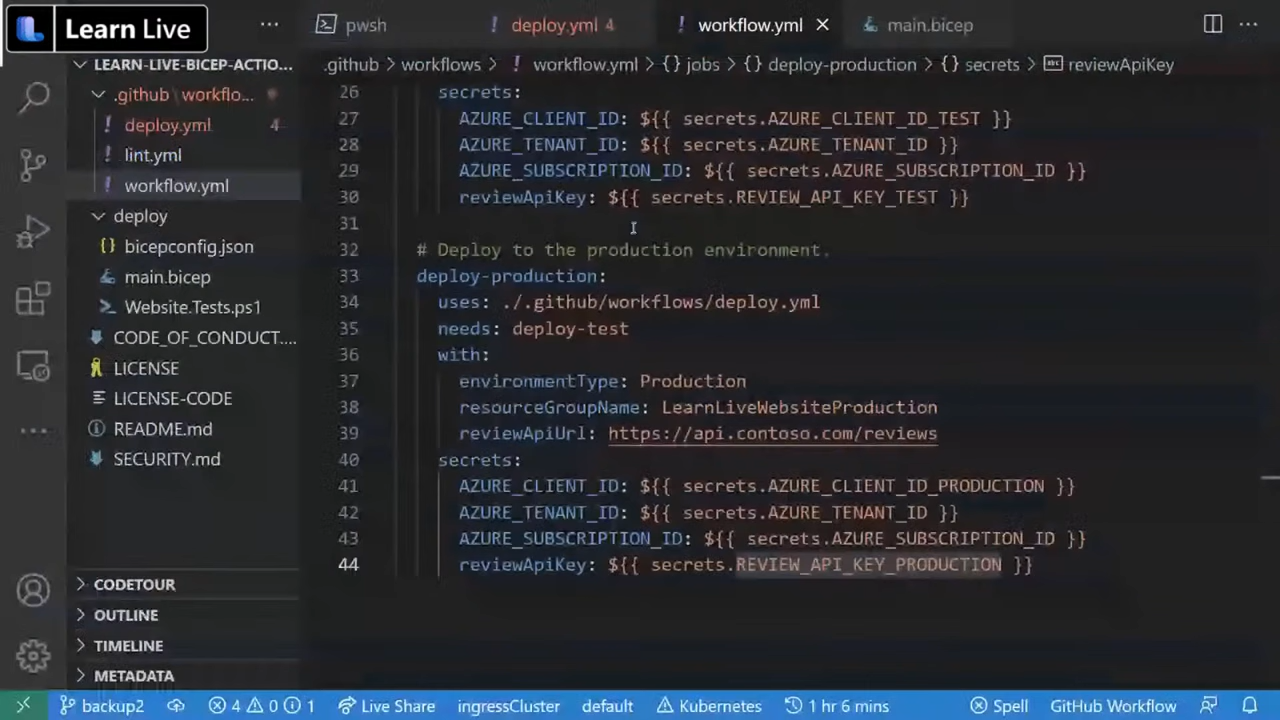 Learn Live
pwsh
deploy.yml 4
workflow.yml
main.bicep
LEARN-LIVE-BICEP-ACTIO...
.github > workflows > ! workflow.yml > {} jobs > {} deploy-production > {} secrets > reviewApiKey
.github \ workflo...
deploy.yml 4
lint.yml
workflow.yml
deploy
{} bicepconfig.json
main.bicep
Website.Tests.ps1
CODE_OF_CONDUCT....
LICENSE
LICENSE-CODE
README.md
SECURITY.md
CODETOUR
OUTLINE
TIMELINE
METADATA
26 secrets:
27 AZURE_CLIENT_ID: ${{ secrets.AZURE_CLIENT_ID_TEST }}
28 AZURE_TENANT_ID: ${{ secrets.AZURE_TENANT_ID }}
29 AZURE_SUBSCRIPTION_ID: ${{ secrets.AZURE_SUBSCRIPTION_ID }}
30 reviewApiKey: ${{ secrets.REVIEW_API_KEY_TEST }}
31
32 # Deploy to the production environment.
33 deploy-production:
34 uses: ./.github/workflows/deploy.yml
35 needs: deploy-test
36 with:
37 environmentType: Production
38 resourceGroupName: LearnLiveWebsiteProduction
39 reviewApiUrl: https://api.contoso.com/reviews
40 secrets:
41 AZURE_CLIENT_ID: ${{ secrets.AZURE_CLIENT_ID_PRODUCTION }}
42 AZURE_TENANT_ID: ${{ secrets.AZURE_TENANT_ID }}
43 AZURE_SUBSCRIPTION_ID: ${{ secrets.AZURE_SUBSCRIPTION_ID }}
44 reviewApiKey: ${{ secrets.REVIEW_API_KEY_PRODUCTION }}
backup2 4 0 1 Live Share ingressCluster default Kubernetes 1 hr 6 mins Spell GitHub Workflow